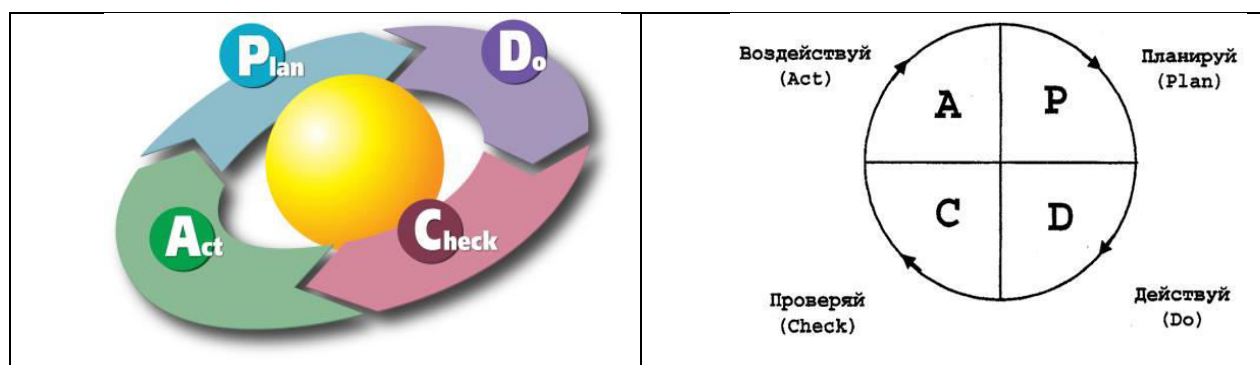 Plan
Do
Check
Act
Воздействуй
(Act)
Планируй
(Plan)
A P
C D
Проверяй
(Check)
Действуй
(Do)